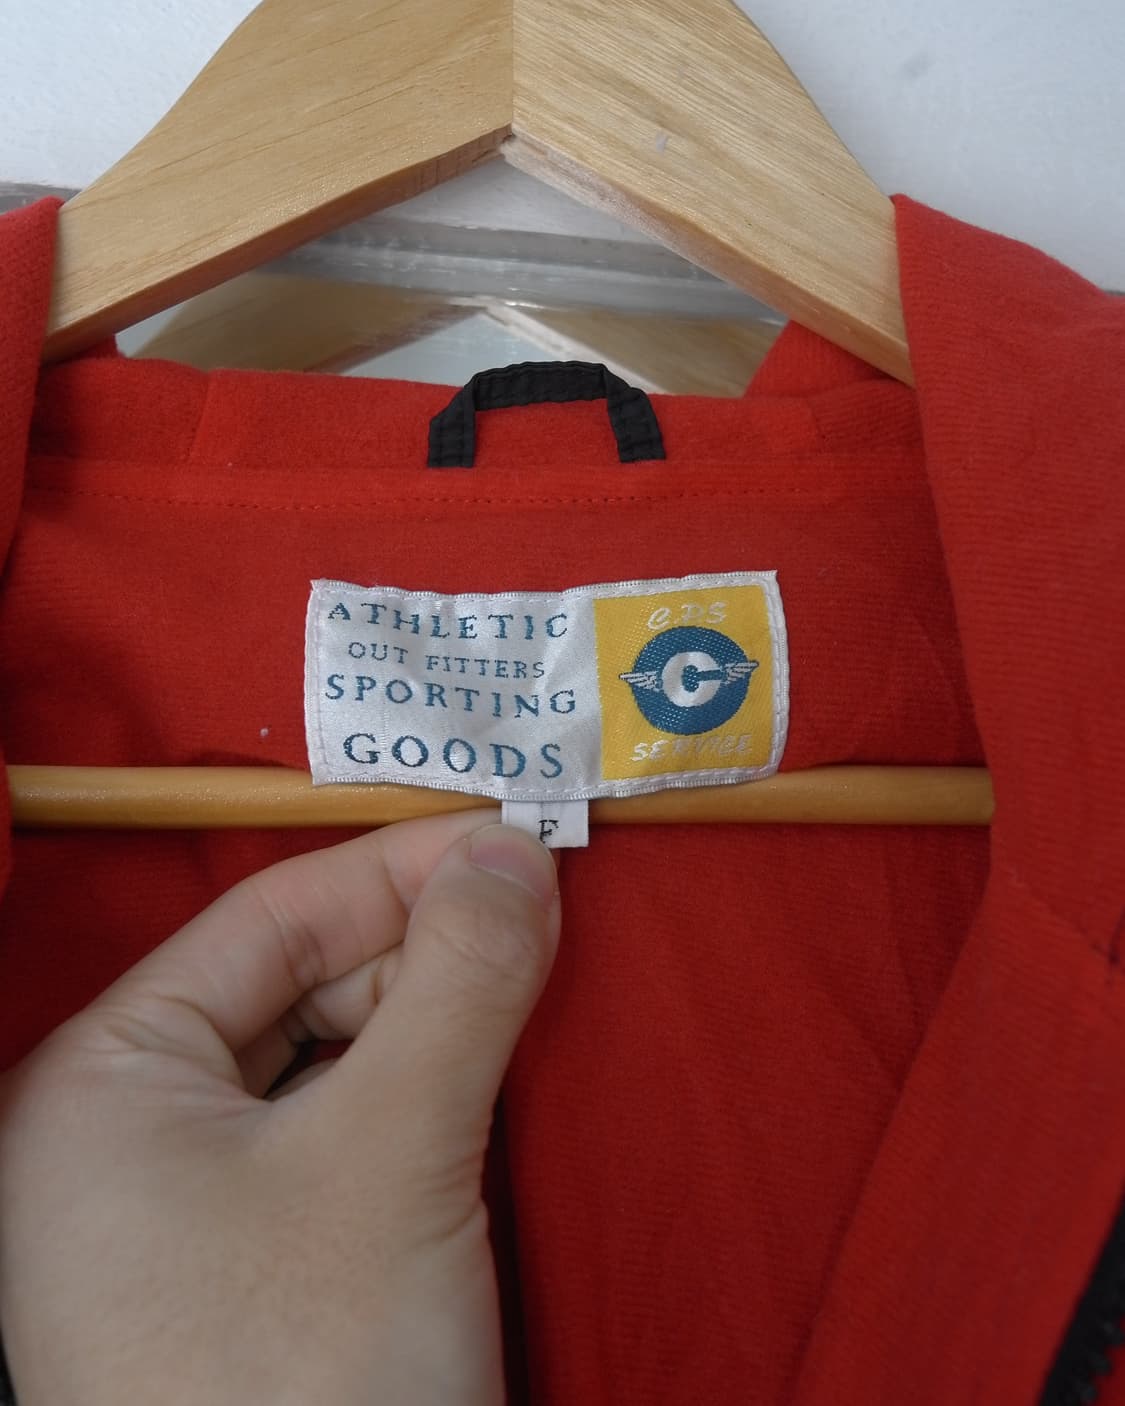 ATHLETIC
OUT FITTERS
SPORTING
GOODS
C.D.S
C
SERVICE
F